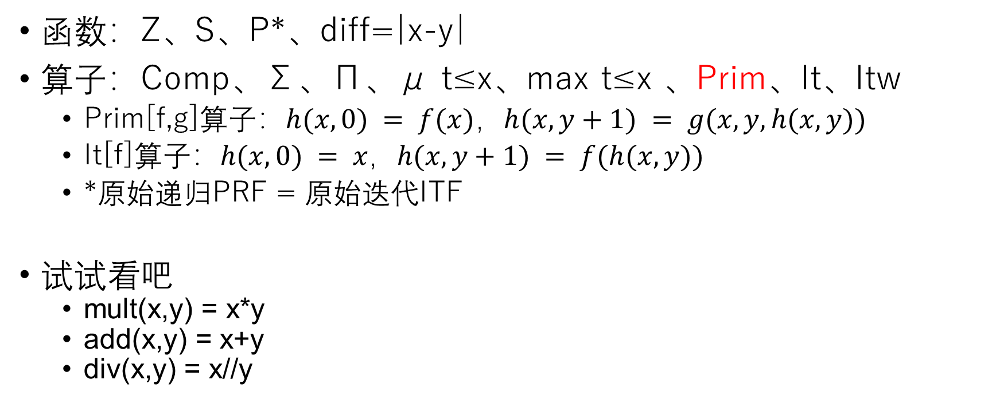 • 函数：Z、S、P*、diff=|x-y|
• 算子：Comp、Σ、Π、μ t≤x、max t≤x 、Prim、It、Itw
• Prim[f,g]算子：h(x,0) = f(x)，h(x,y+1) = g(x,y,h(x,y))
• It[f]算子：h(x,0) = x，h(x,y+1) = f(h(x,y))
• *原始递归PRF = 原始迭代ITF
• 试试看吧
• mult(x,y) = x*y
• add(x,y) = x+y
• div(x,y) = x//y